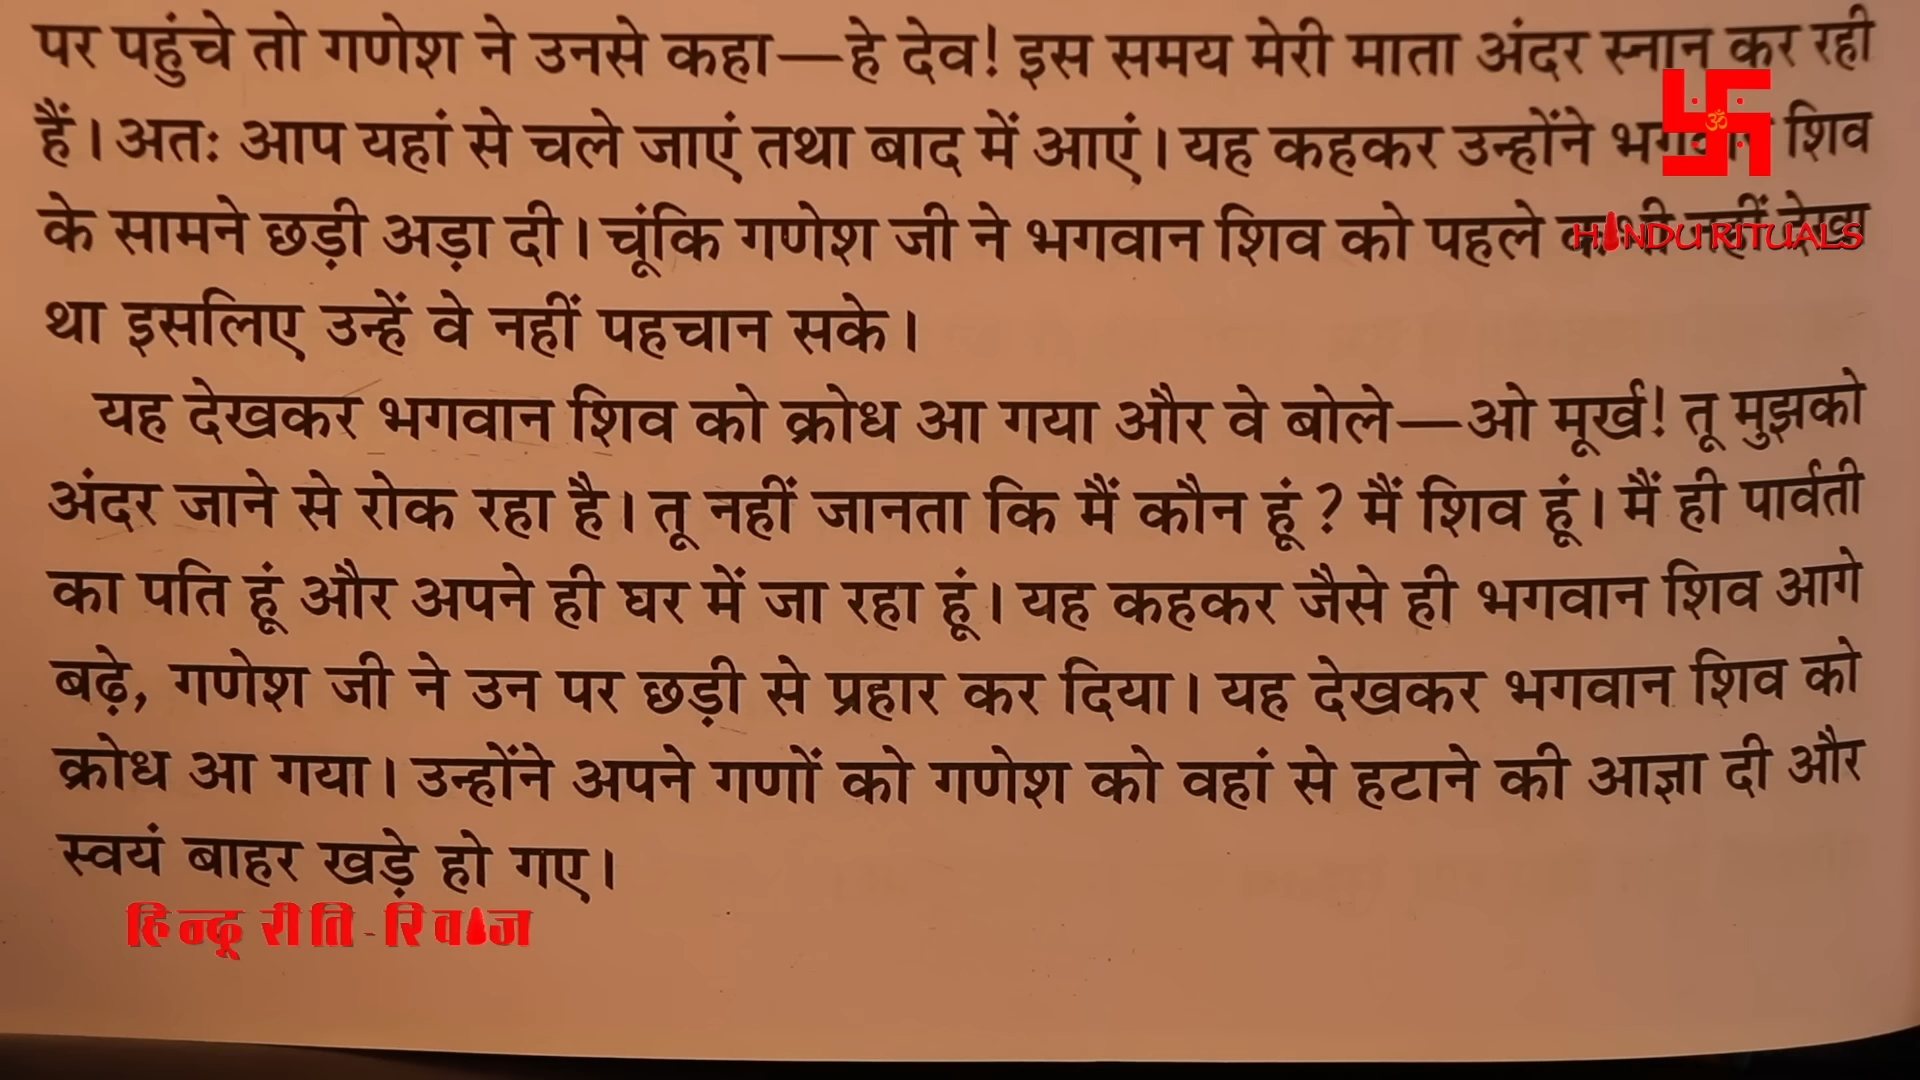 पर पहुंचे तो गणेश ने उनसे कहा—हे देव! इस समय मेरी माता अंदर स्नान कर रही
हैं। अतः आप यहां से चले जाएं तथा बाद में आएं। यह कहकर उन्होंने भगवान शिव
के सामने छड़ी अड़ा दी। चूंकि गणेश जी ने भगवान शिव को पहले कभी नहीं देखा
था इसलिए उन्हें वे नहीं पहचान सके।
यह देखकर भगवान शिव को क्रोध आ गया और वे बोले—ओ मूर्ख! तू मुझको
अंदर जाने से रोक रहा है। तू नहीं जानता कि मैं कौन हूं? मैं शिव हूं। मैं ही पार्वती
का पति हूं और अपने ही घर में जा रहा हूं। यह कहकर जैसे ही भगवान शिव आगे
बढ़े, गणेश जी ने उन पर छड़ी से प्रहार कर दिया। यह देखकर भगवान शिव को
क्रोध आ गया। उन्होंने अपने गणों को गणेश को वहां से हटाने की आज्ञा दी और
स्वयं बाहर खड़े हो गए।
ॐ
HINDU RITUALS
हिन्दू रीति-रिवाज